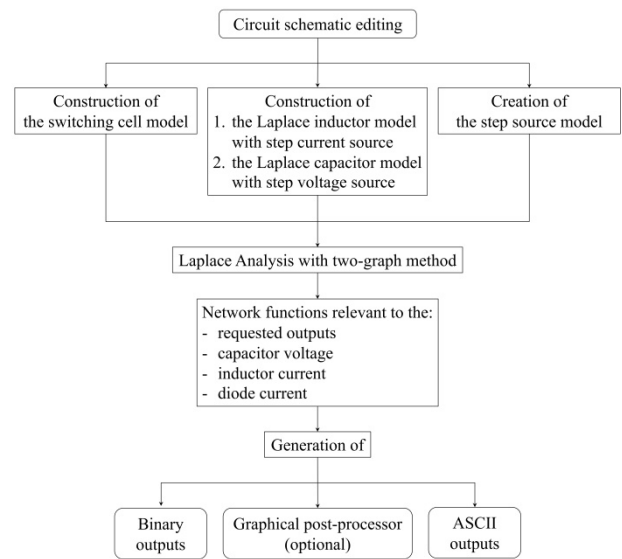 Circuit schematic editing
Construction of
the switching cell model
Construction of
1. the Laplace inductor model
with step current source
2. the Laplace capacitor model
with step voltage source
Creation of
the step source model
Laplace Analysis with two-graph method
Network functions relevant to the:
- requested outputs
- capacitor voltage
- inductor current
- diode current
Generation of
Binary
outputs
Graphical post-processor
(optional)
ASCII
outputs